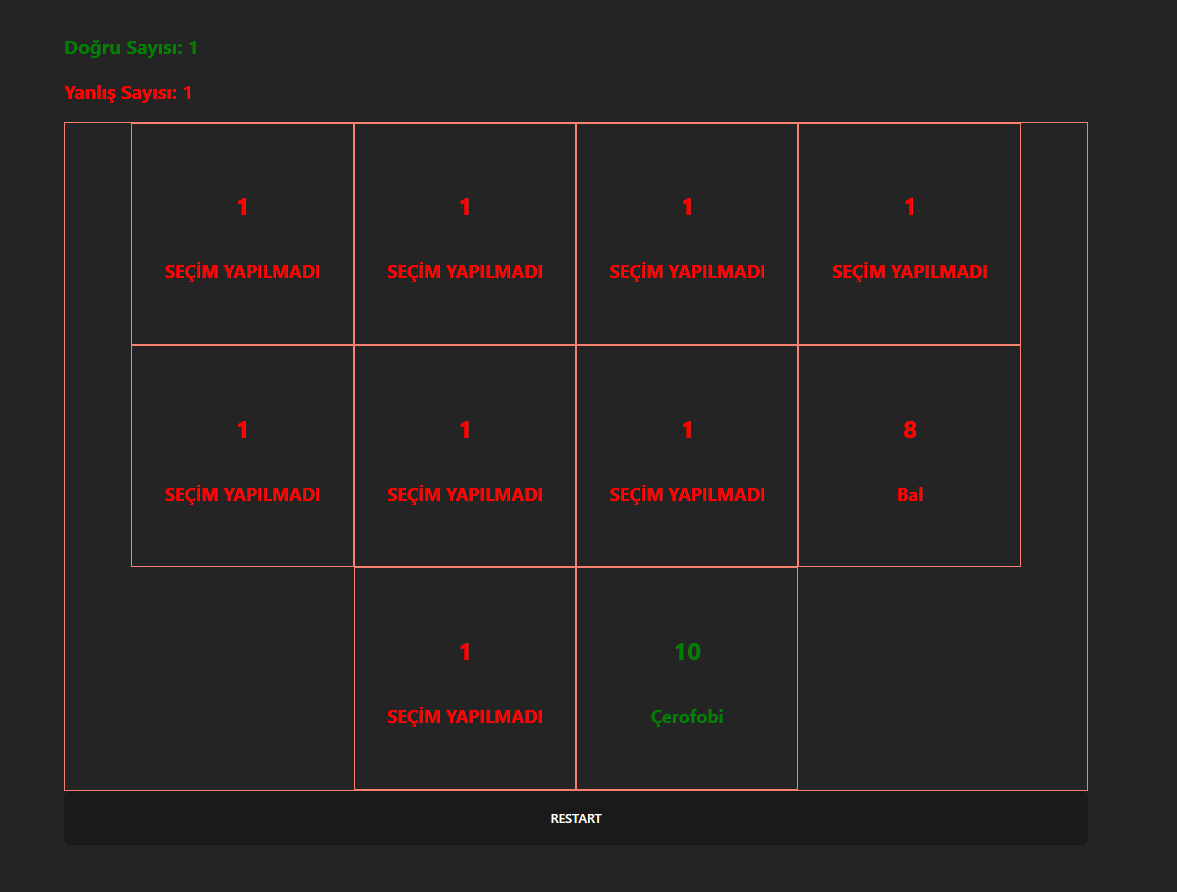 Doğru Sayısı: 1
Yanlış Sayısı: 1
1 1 1 1
SEÇİM YAPILMADI SEÇİM YAPILMADI SEÇİM YAPILMADI SEÇİM YAPILMADI
1 1 1 8
SEÇİM YAPILMADI SEÇİM YAPILMADI SEÇİM YAPILMADI Bal
1 10
SEÇİM YAPILMADI Çerofobi
RESTART